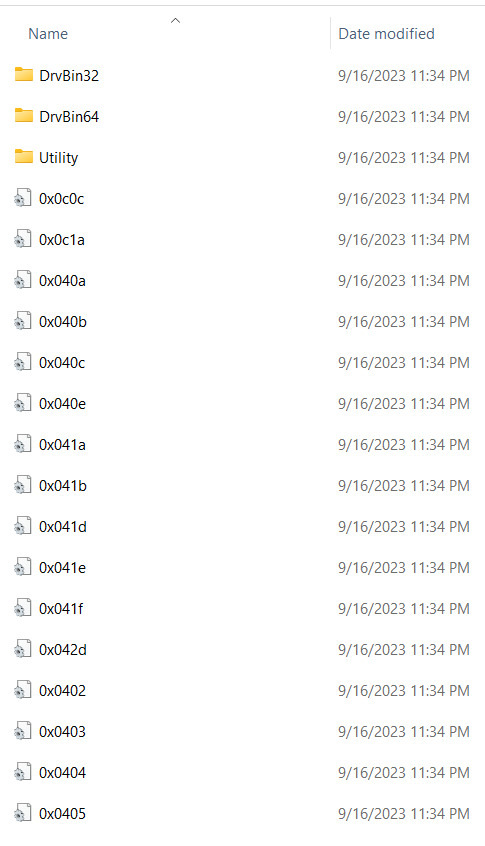 Name Date modified
DrvBin32 9/16/2023 11:34 PM
DrvBin64 9/16/2023 11:34 PM
Utility 9/16/2023 11:34 PM
0x0c0c 9/16/2023 11:34 PM
0x0c1a 9/16/2023 11:34 PM
0x040a 9/16/2023 11:34 PM
0x040b 9/16/2023 11:34 PM
0x040c 9/16/2023 11:34 PM
0x040e 9/16/2023 11:34 PM
0x041a 9/16/2023 11:34 PM
0x041b 9/16/2023 11:34 PM
0x041d 9/16/2023 11:34 PM
0x041e 9/16/2023 11:34 PM
0x041f 9/16/2023 11:34 PM
0x042d 9/16/2023 11:34 PM
0x0402 9/16/2023 11:34 PM
0x0403 9/16/2023 11:34 PM
0x0404 9/16/2023 11:34 PM
0x0405 9/16/2023 11:34 PM